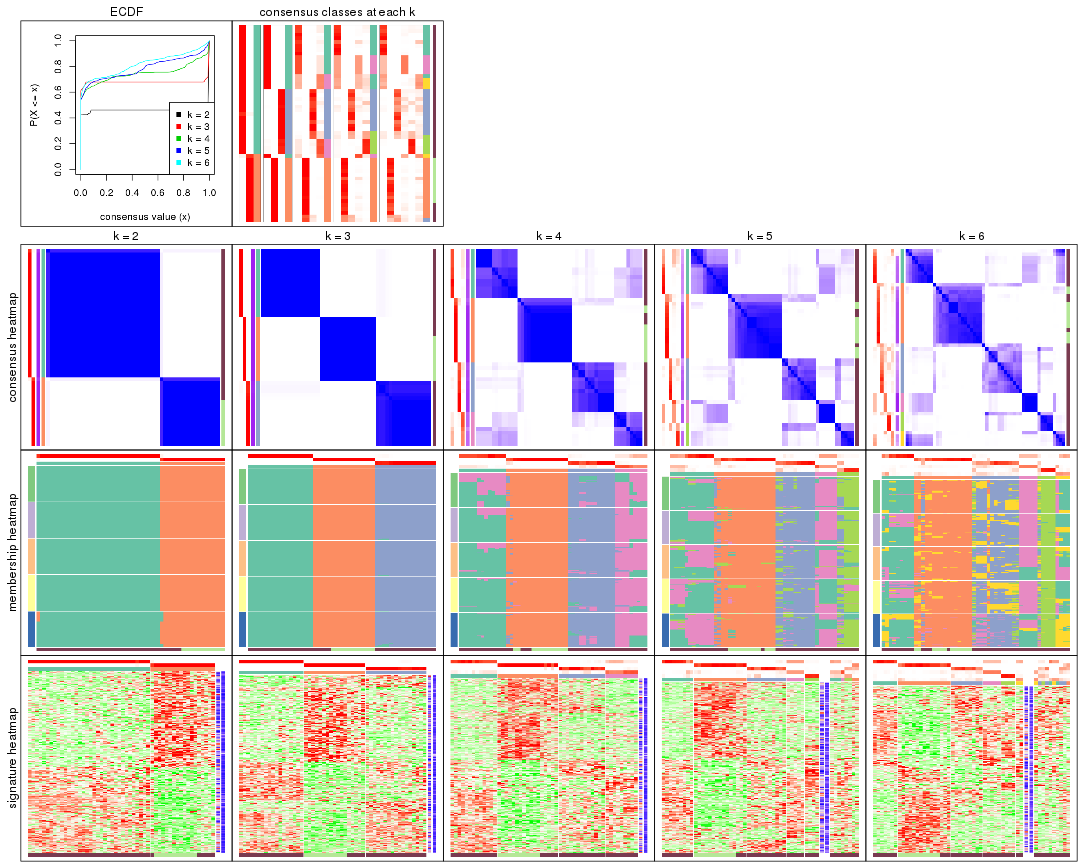 ECDF
consensus classes at each k
P(X <= x)
0.0 0.2 0.4 0.6 0.8 1.0
k = 2
k = 3
k = 4
k = 5
k = 6
0.0 0.2 0.4 0.6 0.8 1.0
consensus value (x)
k = 2
k = 3
k = 4
k = 5
k = 6
consensus heatmap
membership heatmap
signature heatmap